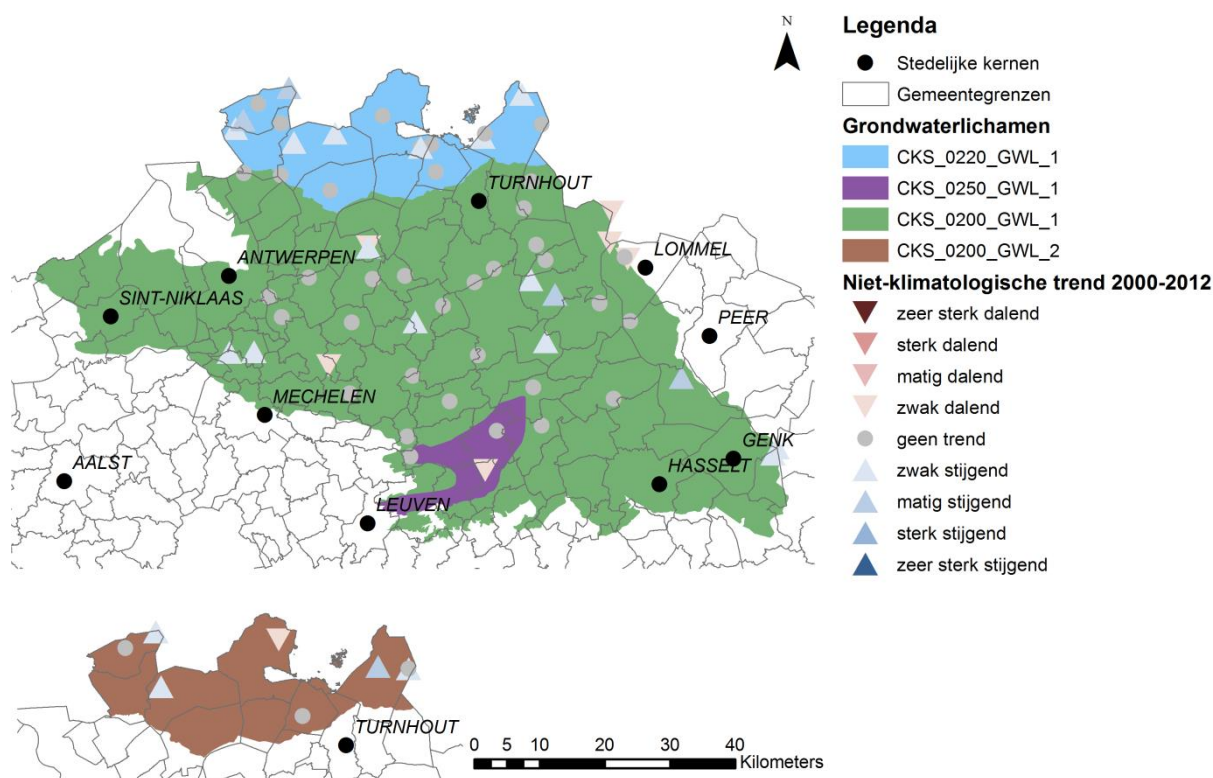 N
Legenda
Stedelijke kernen
Gemeentegrenzen
Grondwaterlichamen
CKS_0220_GWL_1
CKS_0250_GWL_1
CKS_0200_GWL_1
CKS_0200_GWL_2
Niet-klimatologische trend 2000-2012
zeer sterk dalend
sterk dalend
matig dalend
zwak dalend
geen trend
zwak stijgend
matig stijgend
sterk stijgend
zeer sterk stijgend
TURNHOUT
ANTWERPEN
LOMMEL
SINT-NIKLAAS
PEER
MECHELEN
GENK
AALST
HASSELT
LEUVEN
TURNHOUT
0 5 10 20 30 40
Kilometers